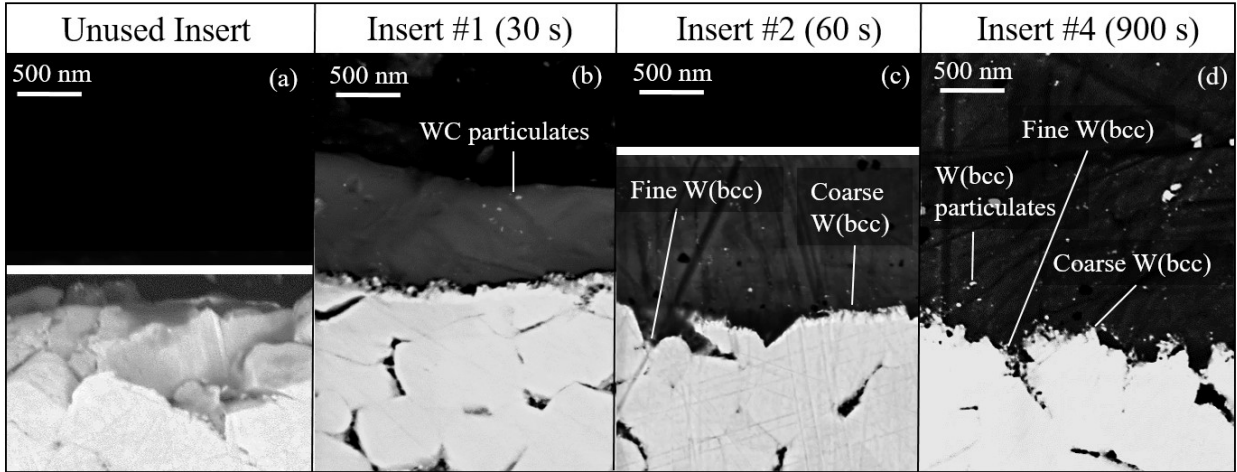 Unused Insert
Insert #1 (30 s)
Insert #2 (60 s)
Insert #4 (900 s)
500 nm
(a)
500 nm
(b)
WC particulates
500 nm
(c)
Fine W(bcc)
Coarse
W(bcc)
500 nm
(d)
Fine W(bcc)
W(bcc)
particulates
Coarse W(bcc)